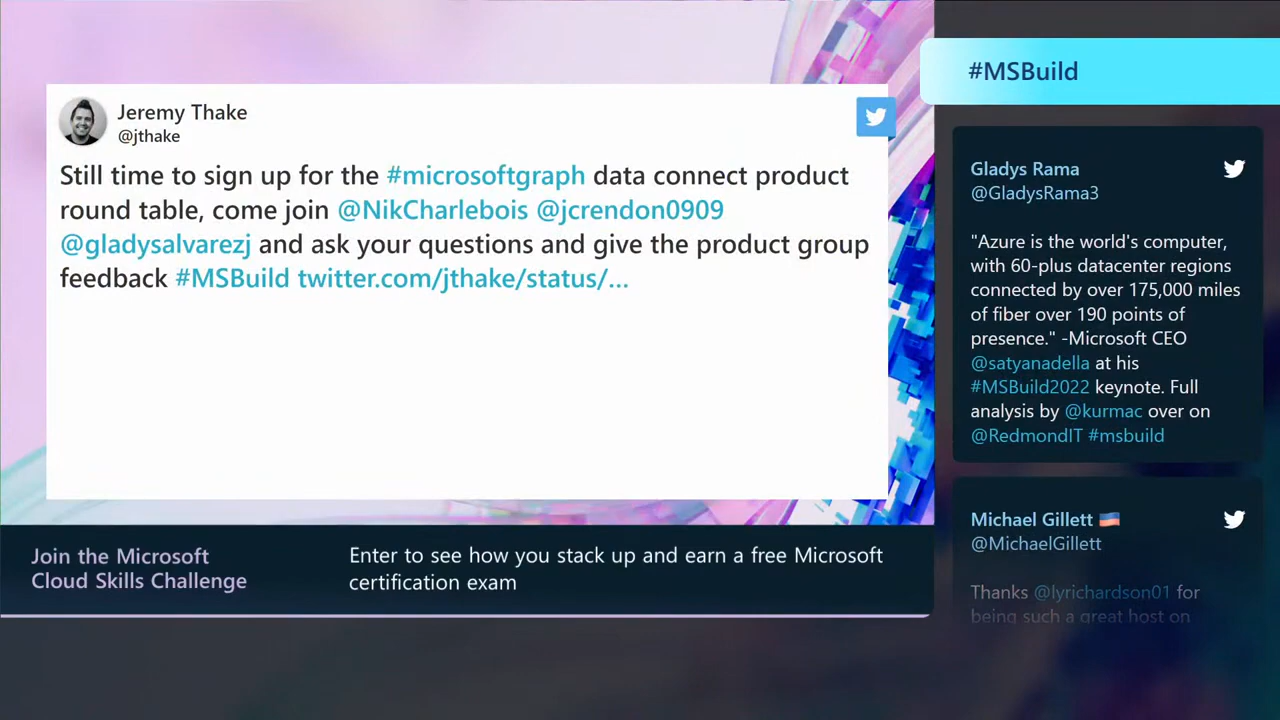 Jeremy Thake
@jthake
Still time to sign up for the #microsoftgraph data connect product
round table, come join @NikCharlebois @jcrendon0909
@gladysalvarezj and ask your questions and give the product group
feedback #MSBuild twitter.com/jthake/status/...
Join the Microsoft
Cloud Skills Challenge
Enter to see how you stack up and earn a free Microsoft
certification exam
#MSBuild
Gladys Rama
@GladysRama3
"Azure is the world's computer,
with 60-plus datacenter regions
connected by over 175,000 miles
of fiber over 190 points of
presence." -Microsoft CEO
@satyanadella at his
#MSBuild2022 keynote. Full
analysis by @kurmac over on
@RedmondIT #msbuild
Michael Gillett
@MichaelGillett
Thanks @lyrichardson01 for
being such a great host on